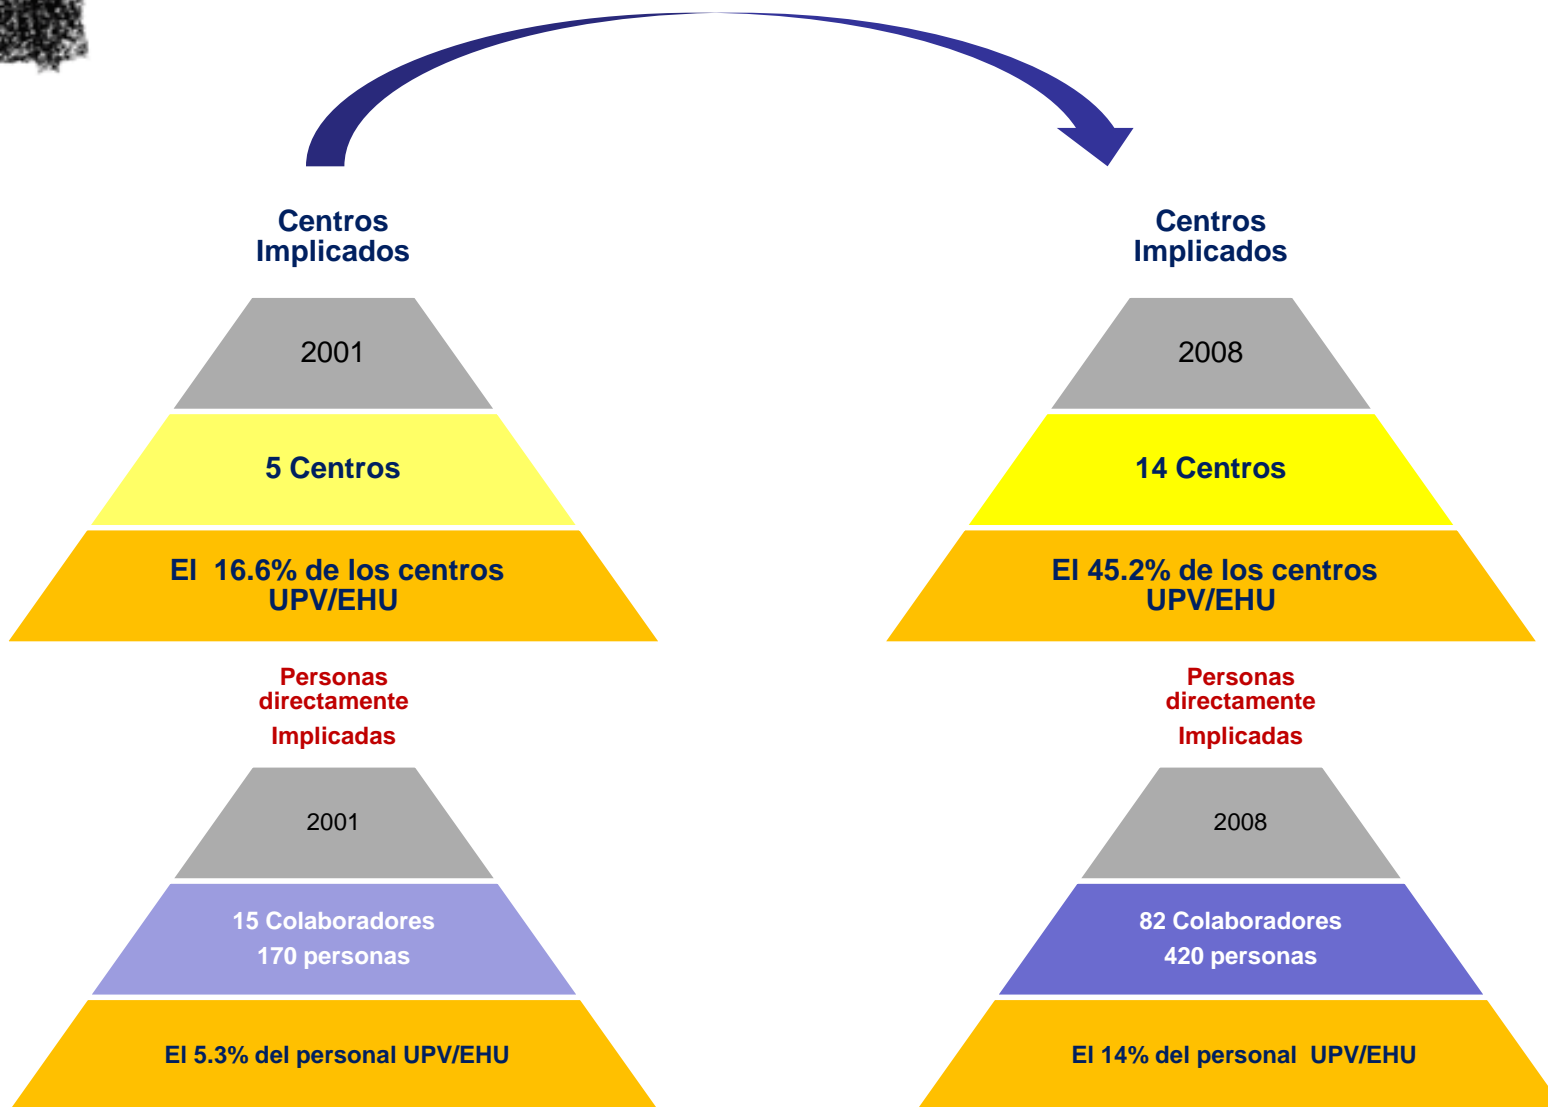 Centros
Implicados
2001
5 Centros
El 16.6% de los centros
UPV/EHU
Personas
directamente
Implicadas
2001
15 Colaboradores
170 personas
El 5.3% del personal UPV/EHU
Centros
Implicados
2008
14 Centros
El 45.2% de los centros
UPV/EHU
Personas
directamente
Implicadas
2008
82 Colaboradores
420 personas
El 14% del personal UPV/EHU